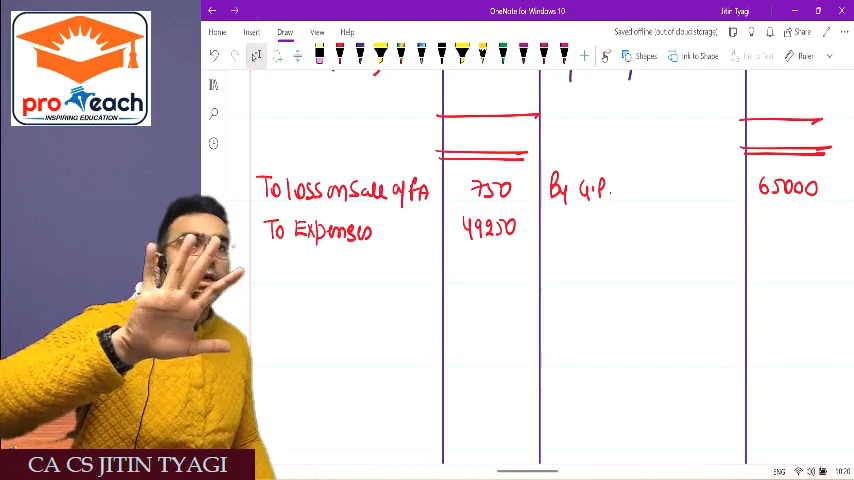 OneNote for Windows 10
Jitin Tyagi
Home Insert Draw View Help
Saved offline (out of cloud storage)
Share
Shapes
Ink to Shape
Ink to Text
Ruler
pro Teach
INSPIRING EDUCATION
To loss on Sale of FA 750 By G.P. 65000
To Expenses 49250
CA CS JITIN TYAGI
ENG 10:20